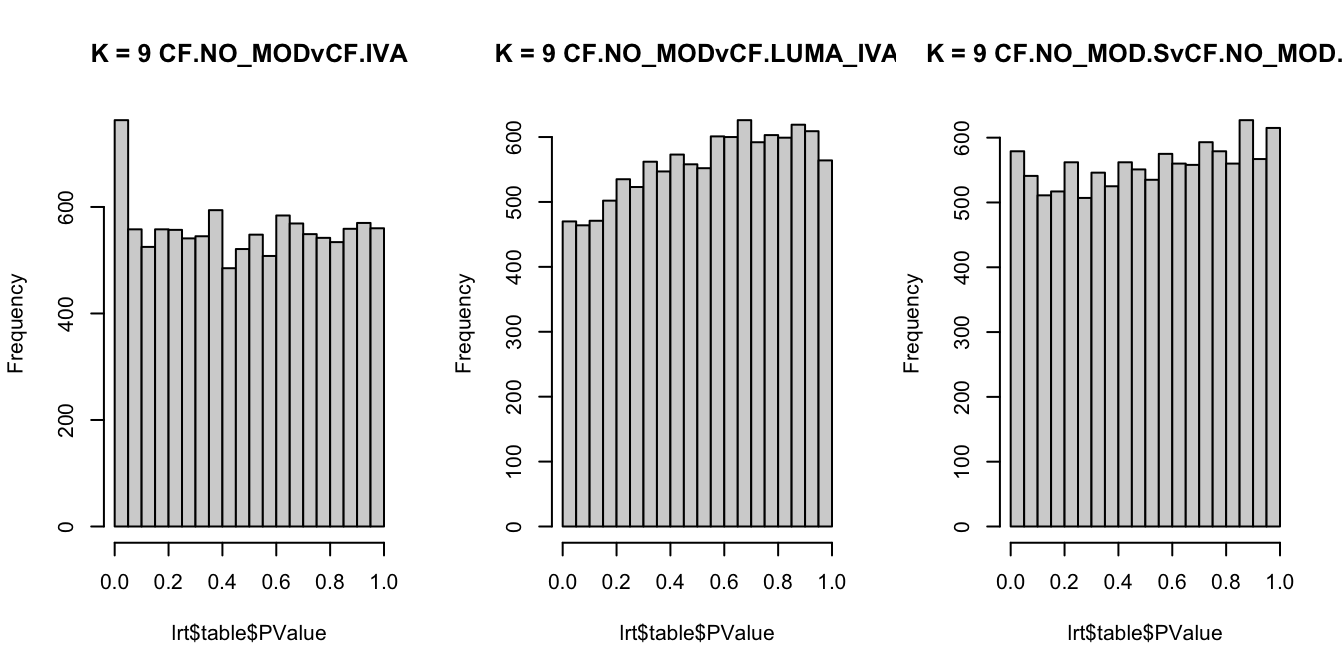 K = 9 CF.NO_MODvCF.IVA
Frequency
0
200
400
600
0.0 0.2 0.4 0.6 0.8 1.0
lrt$table$PValue
K = 9 CF.NO_MODvCF.LUMA_IVA
Frequency
0
100
200
300
400
500
600
0.0 0.2 0.4 0.6 0.8 1.0
lrt$table$PValue
K = 9 CF.NO_MOD.SvCF.NO_MOD.
Frequency
0
100
200
300
400
500
600
0.0 0.2 0.4 0.6 0.8 1.0
lrt$table$PValue